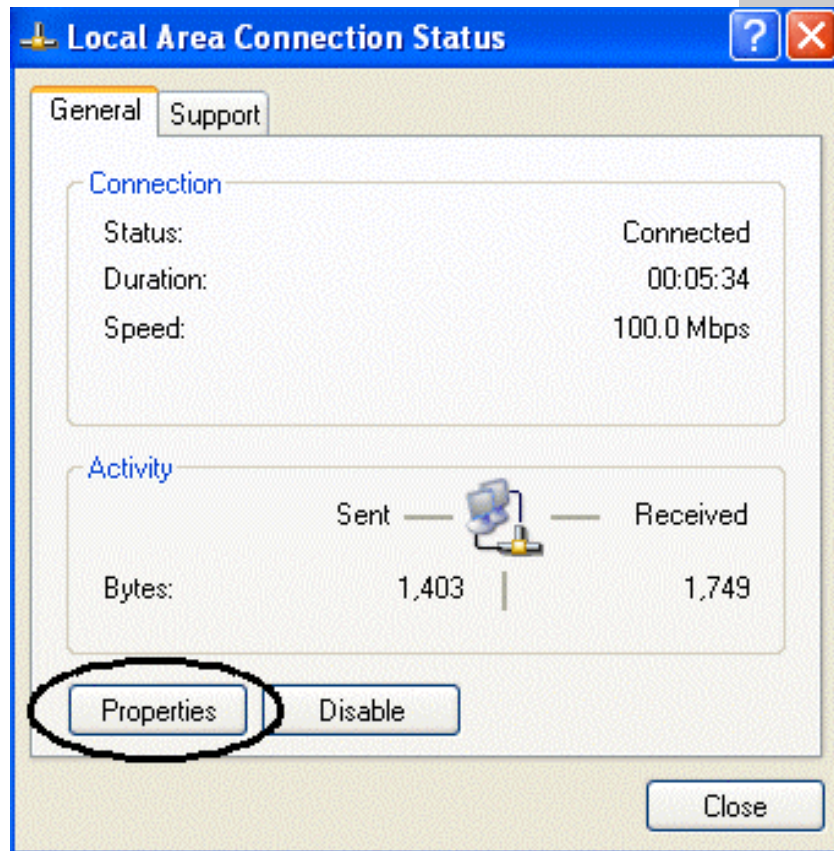 Local Area Connection Status
General Support
Connection
Status: Connected
Duration: 00:05:34
Speed: 100.0 Mbps
Activity
Sent Received
Bytes: 1,403 1,749
Properties Disable
Close